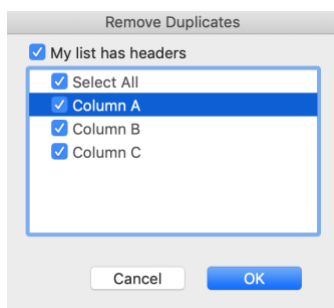 Remove Duplicates
My list has headers
Select All
Column A
Column B
Column C
Cancel OK